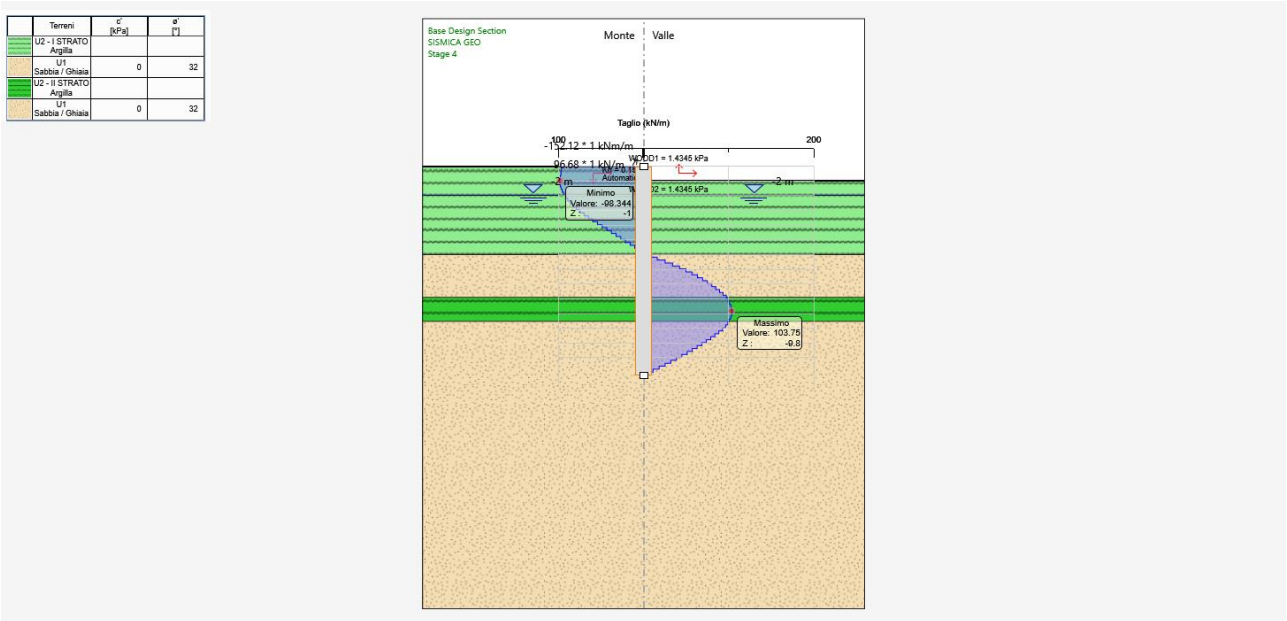 Terreni c' ø'
[kPa] [°]
U2 - I STRATO
Argilla
U1
Sabbia / Ghiaia 0 32
U2 - II STRATO
Argilla
U1
Sabbia / Ghiaia 0 32
Base Design Section
SISMICA GEO
Stage 4
Monte Valle
Taglio (kN/m)
100 200
-152.12 * 1 kNm/m
WOOD1 = 1.4345 kPa
96.68 * 1 kN/m
Automati
-2 m -2 m
= 1.4345 kPa
Minimo
Valore: -98.344
Z : -1
Massimo
Valore: 103.75
Z : -9.8